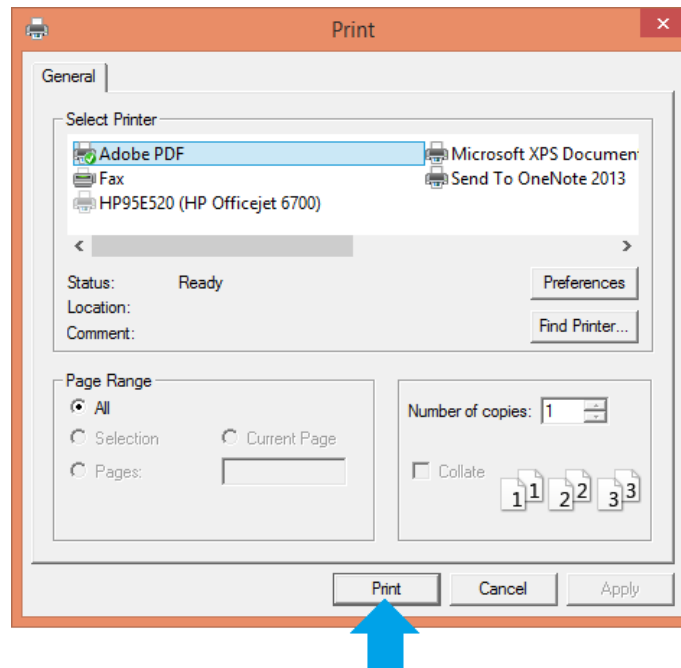 Print
General
Select Printer
Adobe PDF
Microsoft XPS Documen
Fax
Send To OneNote 2013
HP95E520 (HP Officejet 6700)
Status: Ready
Preferences
Location:
Find Printer...
Comment:
Page Range
All
Number of copies: 1
Selection
Current Page
Pages:
Collate
1 1 2 2 3 3
Print Cancel Apply